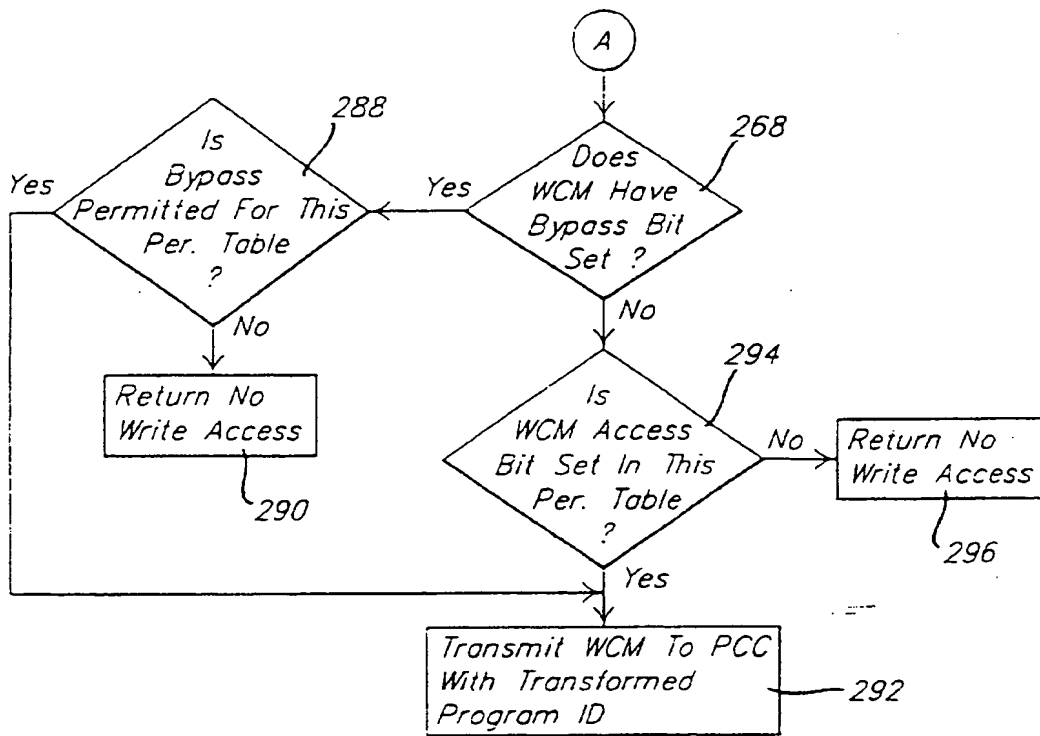 A
288
Is
Bypass
Permitted For This
Per. Table
?
Yes
Yes
268
Does
WCM Have
Bypass Bit
Set ?
No
No
Return No
Write Access
290
294
Is
WCM Access
Bit Set In This
Per. Table
?
No
Return No
Write Access
296
Yes
Transmit WCM To PCC
With Transformed
Program ID
292